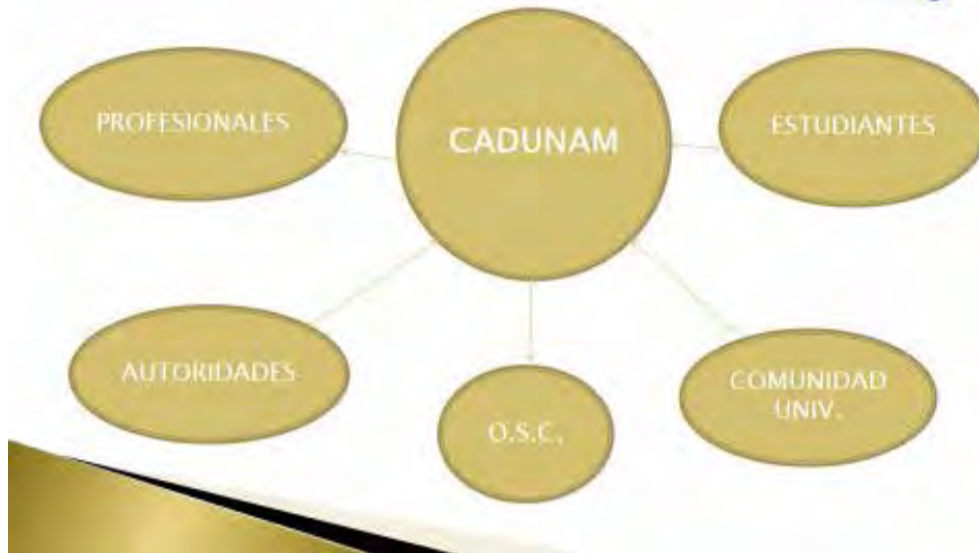 PROFESIONALES
CADUNAM
ESTUDIANTES
AUTORIDADES
O.S.C.
COMUNIDAD
UNIV.